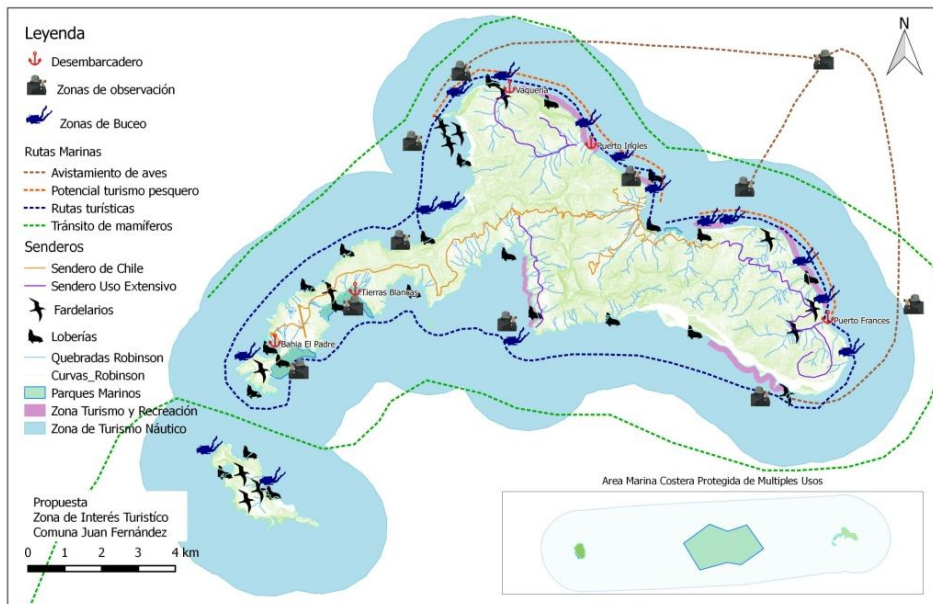 Leyenda
Desembarcadero
Zonas de observación
Zonas de Buceo
Rutas Marinas
Avistamiento de aves
Potencial turismo pesquero
Rutas turísticas
Tránsito de mamíferos
Senderos
Sendero de Chile
Sendero Uso Extensivo
Fardelarios
Loberías
Quebradas Robinson
Curvas_Robinson
Parques Marinos
Zona Turismo y Recreación
Zona de Turismo Náutico
Propuesta
Zona de Interés Turistíco
Comuna Juan Fernández
0 1 2 3 4 km
N
Vaquería
Puerto Ingles
Tierras Blancas
Bahia El Padre
Puerto Frances
Area Marina Costera Protegida de Multiples Usos